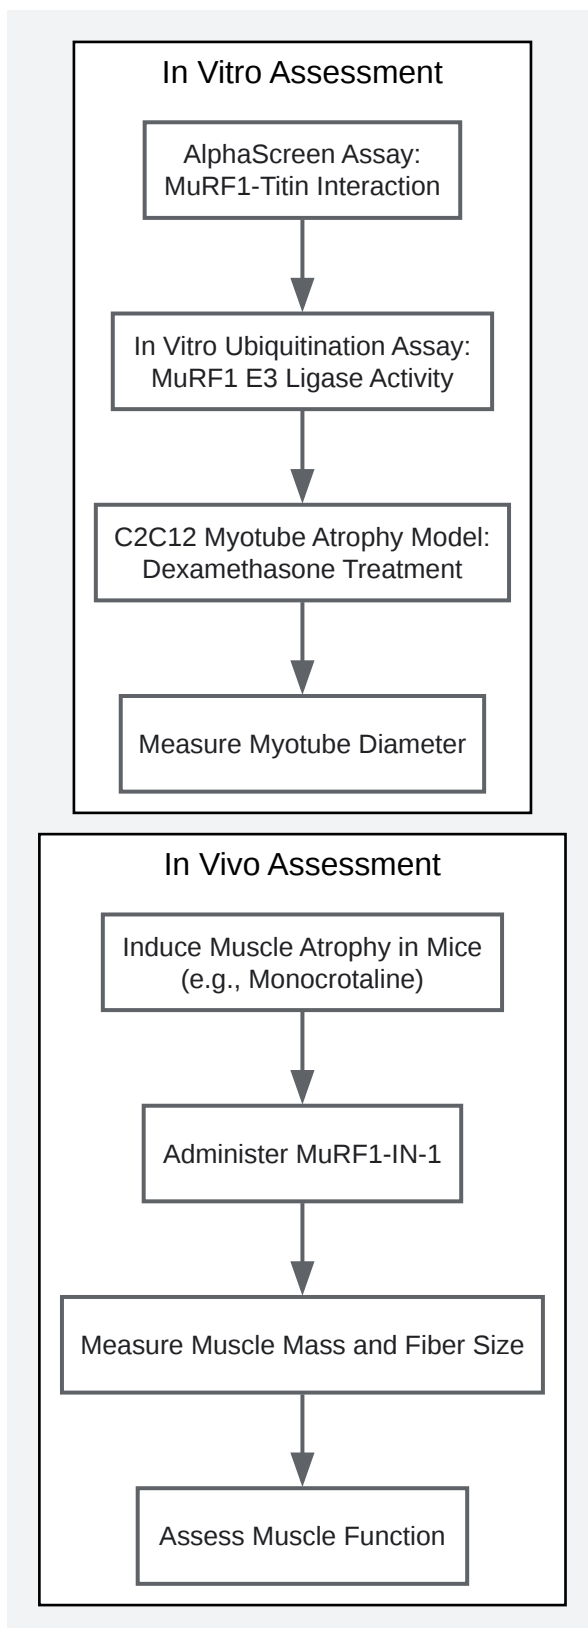 In Vitro Assessment
AlphaScreen Assay:
MuRF1-Titin Interaction
In Vitro Ubiquitination Assay:
MuRF1 E3 Ligase Activity
C2C12 Myotube Atrophy Model:
Dexamethasone Treatment
Measure Myotube Diameter
In Vivo Assessment
Induce Muscle Atrophy in Mice
(e.g., Monocrotaline)
Administer MuRF1-IN-1
Measure Muscle Mass and Fiber Size
Assess Muscle Function